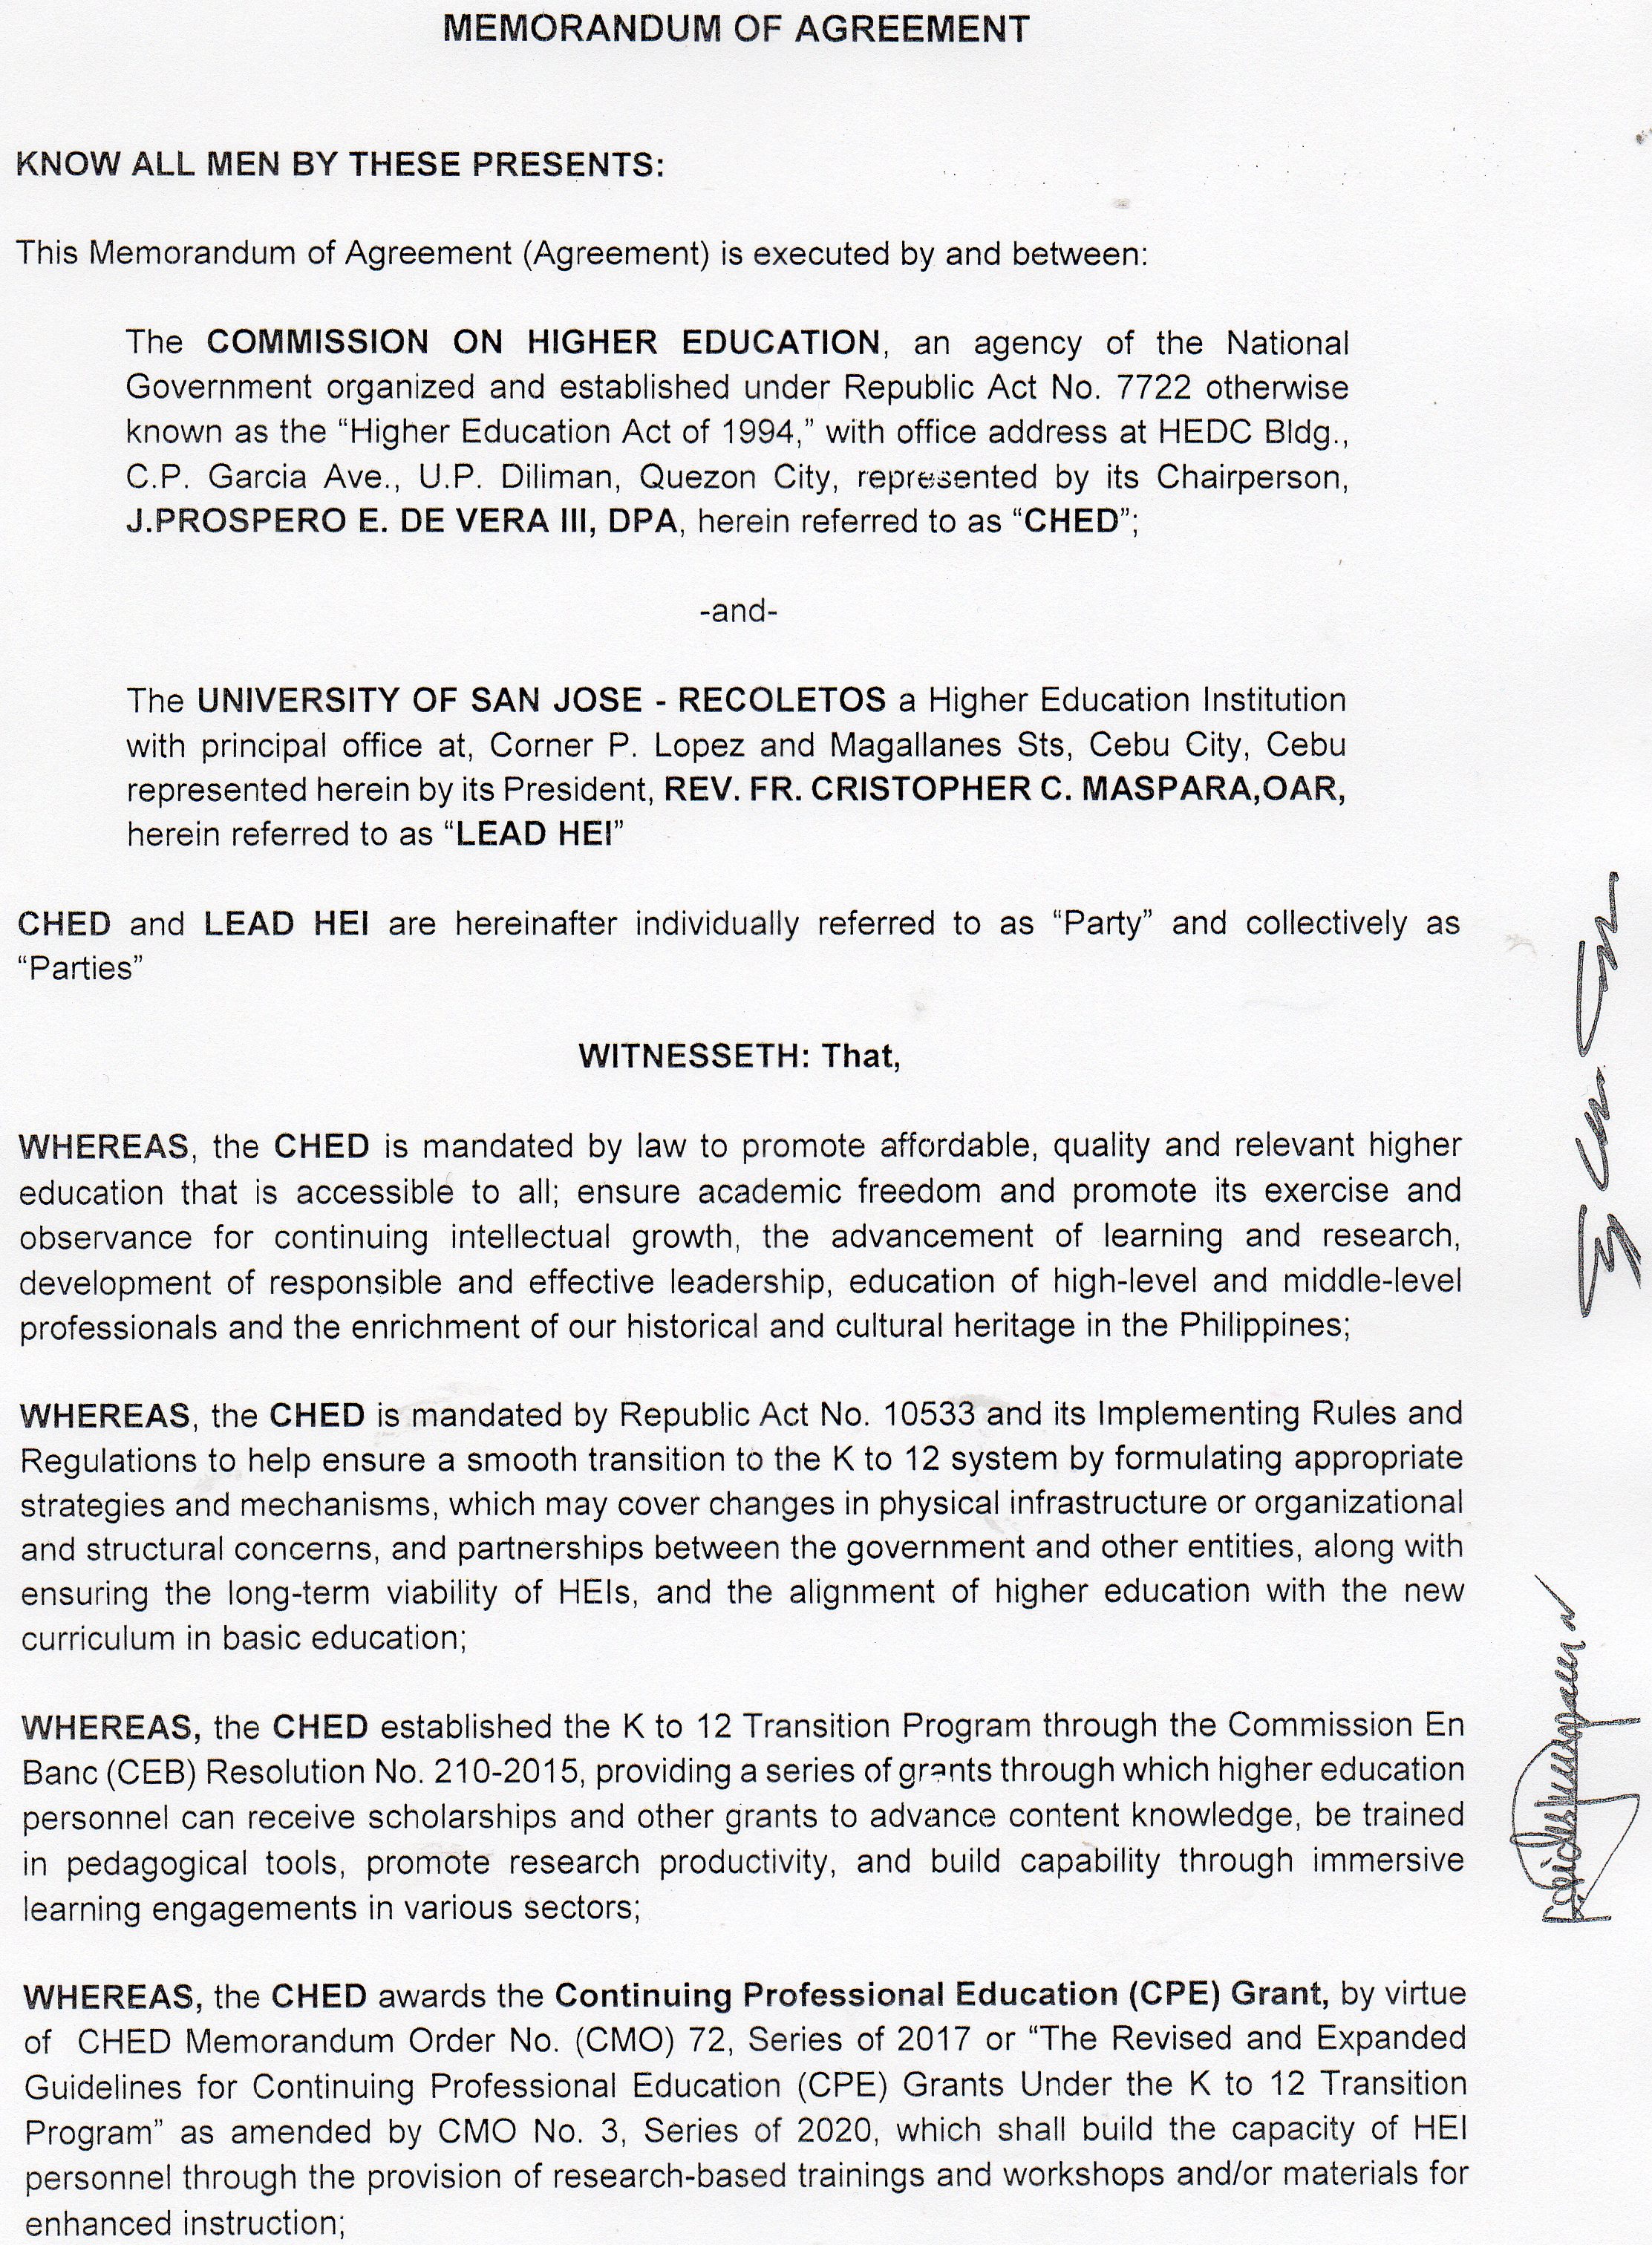 MEMORANDUM OF AGREEMENT
KNOW ALL MEN BY THESE PRESENTS:
This Memorandum of Agreement (Agreement) is executed by and between:
The COMMISSION ON HIGHER EDUCATION, an agency of the National
Government organized and established under Republic Act No. 7722 otherwise
known as the “Higher Education Act of 1994,” with office address at HEDC Bldg.,
C.P. Garcia Ave., U.P. Diliman, Quezon City, represented by its Chairperson,
J.PROSPERO E. DE VERA III, DPA, herein referred to as “CHED”;
-and-
The UNIVERSITY OF SAN JOSE - RECOLETOS a Higher Education Institution
with principal office at, Corner P. Lopez and Magallanes Sts, Cebu City, Cebu
represented herein by its President, REV. FR. CRISTOPHER C. MASPARA,OAR,
herein referred to as “LEAD HEI”
CHED and LEAD HEI are hereinafter individually referred to as “Party” and collectively as
“Parties”
WITNESSETH: That,
WHEREAS, the CHED is mandated by law to promote affordable, quality and relevant higher
education that is accessible to all; ensure academic freedom and promote its exercise and
observance for continuing intellectual growth, the advancement of learning and research,
development of responsible and effective leadership, education of high-level and middle-level
professionals and the enrichment of our historical and cultural heritage in the Philippines;
WHEREAS, the CHED is mandated by Republic Act No. 10533 and its Implementing Rules and
Regulations to help ensure a smooth transition to the K to 12 system by formulating appropriate
strategies and mechanisms, which may cover changes in physical infrastructure or organizational
and structural concerns, and partnerships between the government and other entities, along with
ensuring the long-term viability of HEIs, and the alignment of higher education with the new
curriculum in basic education;
WHEREAS, the CHED established the K to 12 Transition Program through the Commission En
Banc (CEB) Resolution No. 210-2015, providing a series of grants through which higher education
personnel can receive scholarships and other grants to advance content knowledge, be trained
in pedagogical tools, promote research productivity, and build capability through immersive
learning engagements in various sectors;
WHEREAS, the CHED awards the Continuing Professional Education (CPE) Grant, by virtue
of CHED Memorandum Order No. (CMO) 72, Series of 2017 or “The Revised and Expanded
Guidelines for Continuing Professional Education (CPE) Grants Under the K to 12 Transition
Program” as amended by CMO No. 3, Series of 2020, which shall build the capacity of HEI
personnel through the provision of research-based trainings and workshops and/or materials for
enhanced instruction;